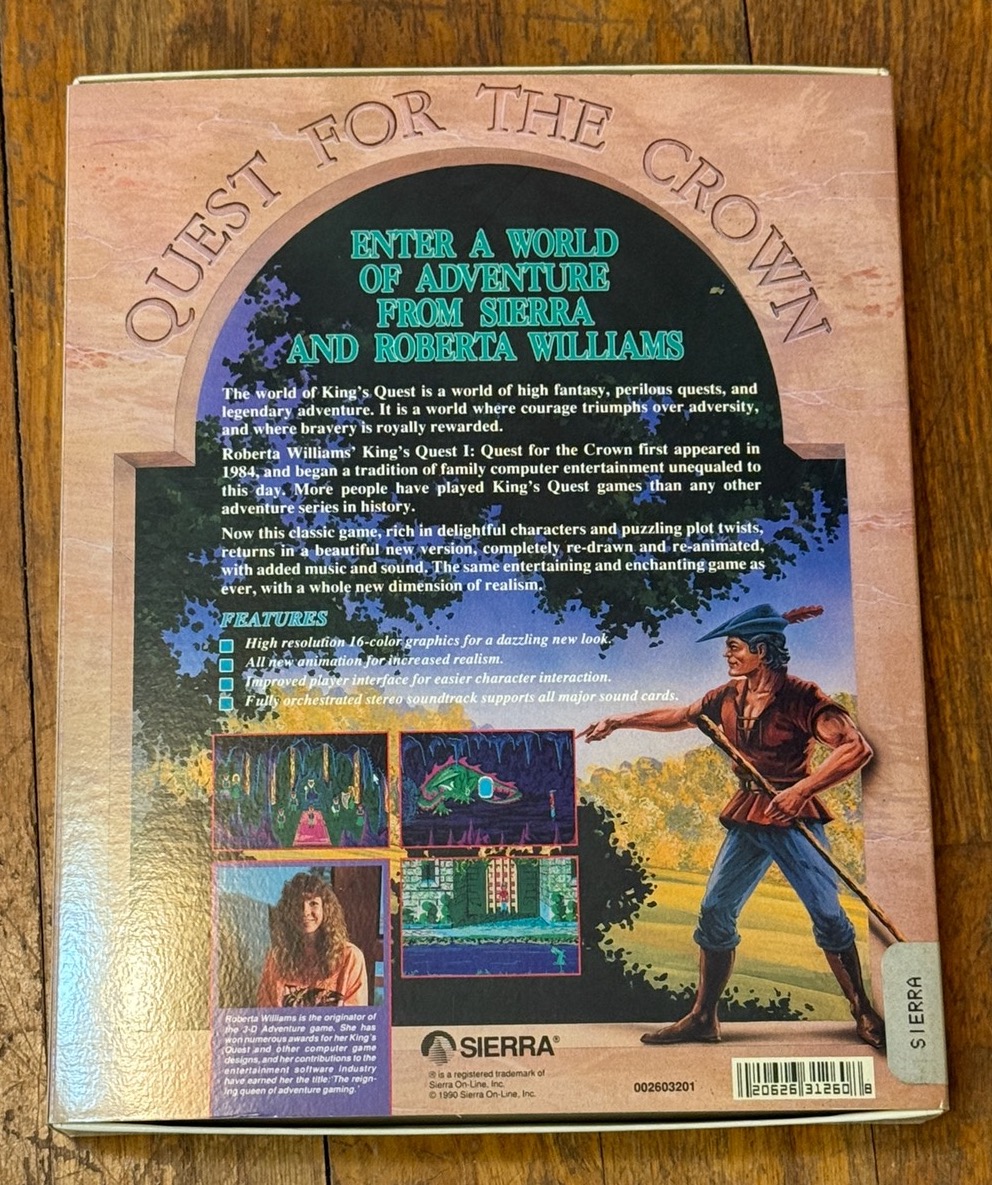 QUEST FOR THE CROWN
ENTER A WORLD
OF ADVENTURE
FROM SIERRA
AND ROBERTA WILLIAMS
The world of King's Quest is a world of high fantasy, perilous quests, and
legendary adventure. It is a world where courage triumphs over adversity,
and where bravery is royally rewarded.
Roberta Williams' King's Quest I: Quest for the Crown first appeared in
1984, and began a tradition of family computer entertainment unequaled to
this day. More people have played King's Quest games than any other
adventure series in history.
Now this classic game, rich in delightful characters and puzzling plot twists,
returns in a beautiful new version, completely re-drawn and re-animated,
with added music and sound. The same entertaining and enchanting game as
ever, with a whole new dimension of realism.
FEATURES
High resolution 16-color graphics for a dazzling new look.
All new animation for increased realism.
Improved player interface for easier character interaction.
Fully orchestrated stereo soundtrack supports all major sound cards.
Roberta Williams is the originator of
the 3-D Adventure game. She has
won numerous awards for her King's
Quest and other computer game
designs, and her contributions to the
entertainment software industry
have earned her the title: 'The reign-
ing queen of adventure gaming.'
SIERRA®
® is a registered trademark of
Sierra On-Line, Inc.
© 1990 Sierra On-Line, Inc.
002603201
20626 31260 8
SIERRA